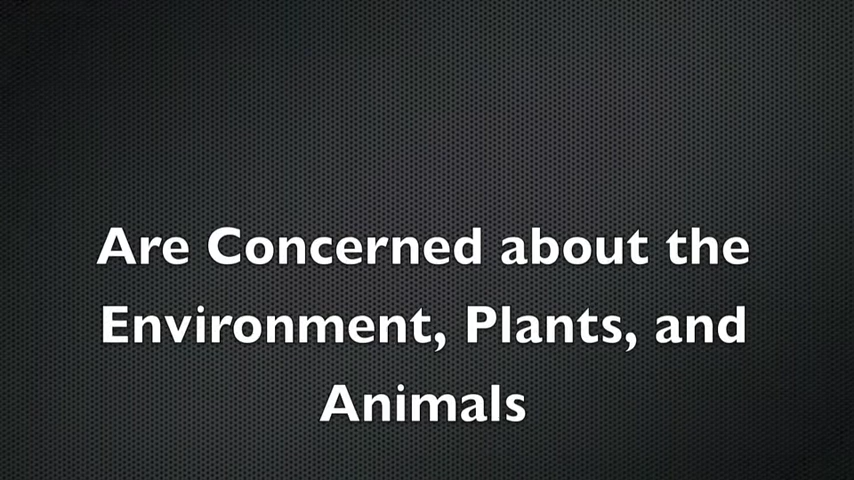 Are Concerned about the
Environment, Plants, and
Animals